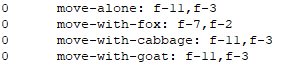 0 move-alone: f-11,f-3
0 move-with-fox: f-7,f-2
0 move-with-cabbage: f-11,f-3
0 move-with-goat: f-11,f-3